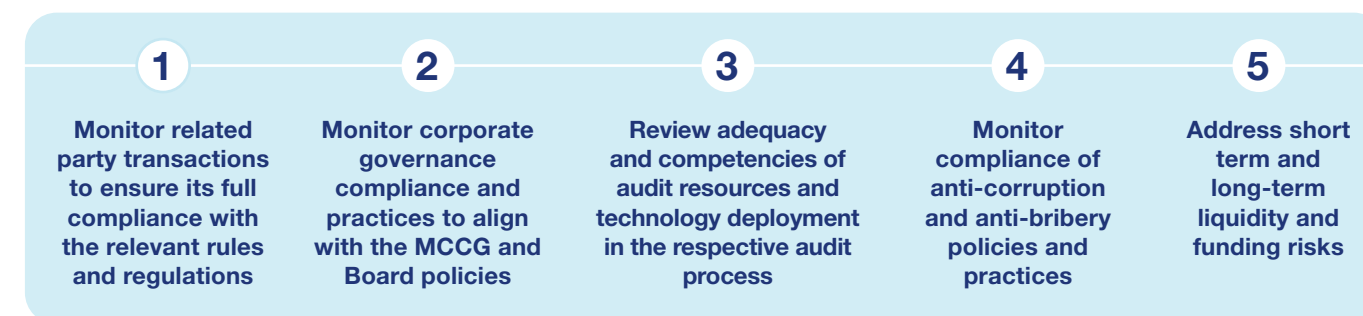 1
Monitor related
party transactions
to ensure its full
compliance with
the relevant rules
and regulations
2
Monitor corporate
governance
compliance and
practices to align
with the MCCG and
Board policies
3
Review adequacy
and competencies of
audit resources and
technology deployment
in the respective audit
process
4
Monitor
compliance of
anti-corruption
and anti-bribery
policies and
practices
5
Address short
term and
long-term
liquidity and
funding risks